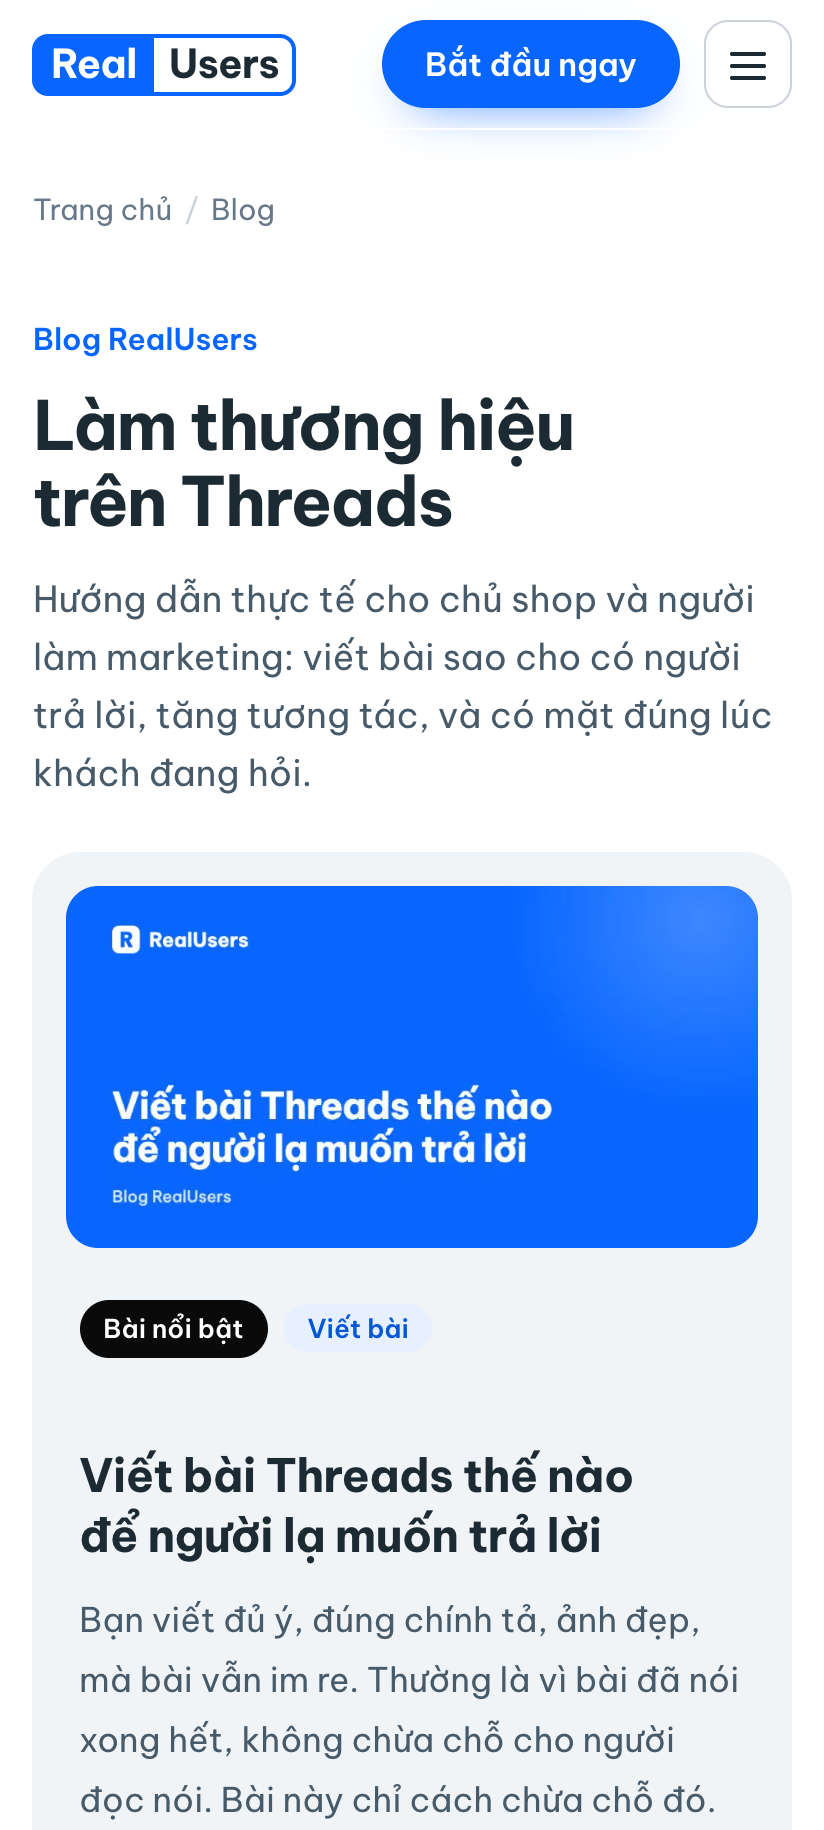 Real Users
Bắt đầu ngay
Trang chủ / Blog
Blog RealUsers
Làm thương hiệu
trên Threads
Hướng dẫn thực tế cho chủ shop và người
làm marketing: viết bài sao cho có người
trả lời, tăng tương tác, và có mặt đúng lúc
khách đang hỏi.
R RealUsers
Viết bài Threads thế nào
để người lạ muốn trả lời
Blog RealUsers
Bài nổi bật
Viết bài
Viết bài Threads thế nào
để người lạ muốn trả lời
Bạn viết đủ ý, đúng chính tả, ảnh đẹp,
mà bài vẫn im re. Thường là vì bài đã nói
xong hết, không chừa chỗ cho người
đọc nói. Bài này chỉ cách chừa chỗ đó.